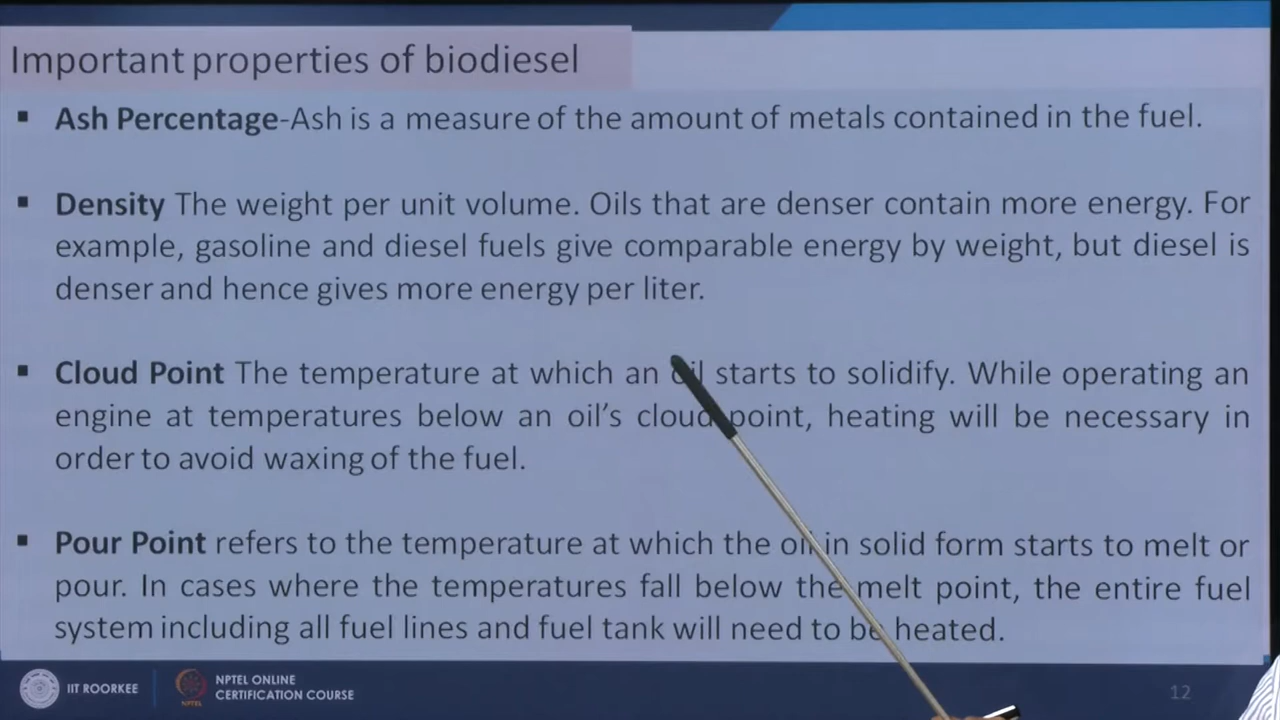 Important properties of biodiesel
▪ Ash Percentage-Ash is a measure of the amount of metals contained in the fuel.
▪ Density The weight per unit volume. Oils that are denser contain more energy. For
example, gasoline and diesel fuels give comparable energy by weight, but diesel is
denser and hence gives more energy per liter.
▪ Cloud Point The temperature at which an oil starts to solidify. While operating an
engine at temperatures below an oil's cloud point, heating will be necessary in
order to avoid waxing of the fuel.
▪ Pour Point refers to the temperature at which the oil in solid form starts to melt or
pour. In cases where the temperatures fall below the melt point, the entire fuel
system including all fuel lines and fuel tank will need to be heated.
IIT ROORKEE
NPTEL
NPTEL ONLINE
CERTIFICATION COURSE
12